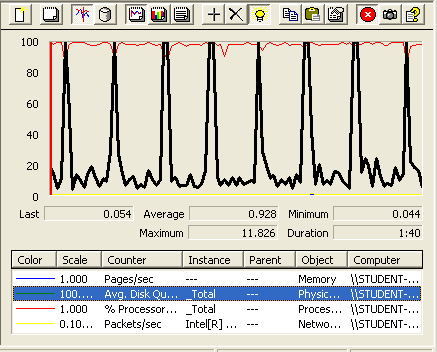 100
80
60
40
20
0
Last 0.054 Average 0.928 Minimum 0.044
Maximum 11.826 Duration 1:40
Color Scale Counter Instance Parent Object Computer
1.000 Pages/sec --- --- Memory \\STUDENT-...
100.... Avg. Disk Qu... _Total --- Physic... \\STUDENT-...
1.000 % Processor... _Total --- Proces... \\STUDENT-...
0.10... Packets/sec Intel[R] ... --- Netwo... \\STUDENT-...